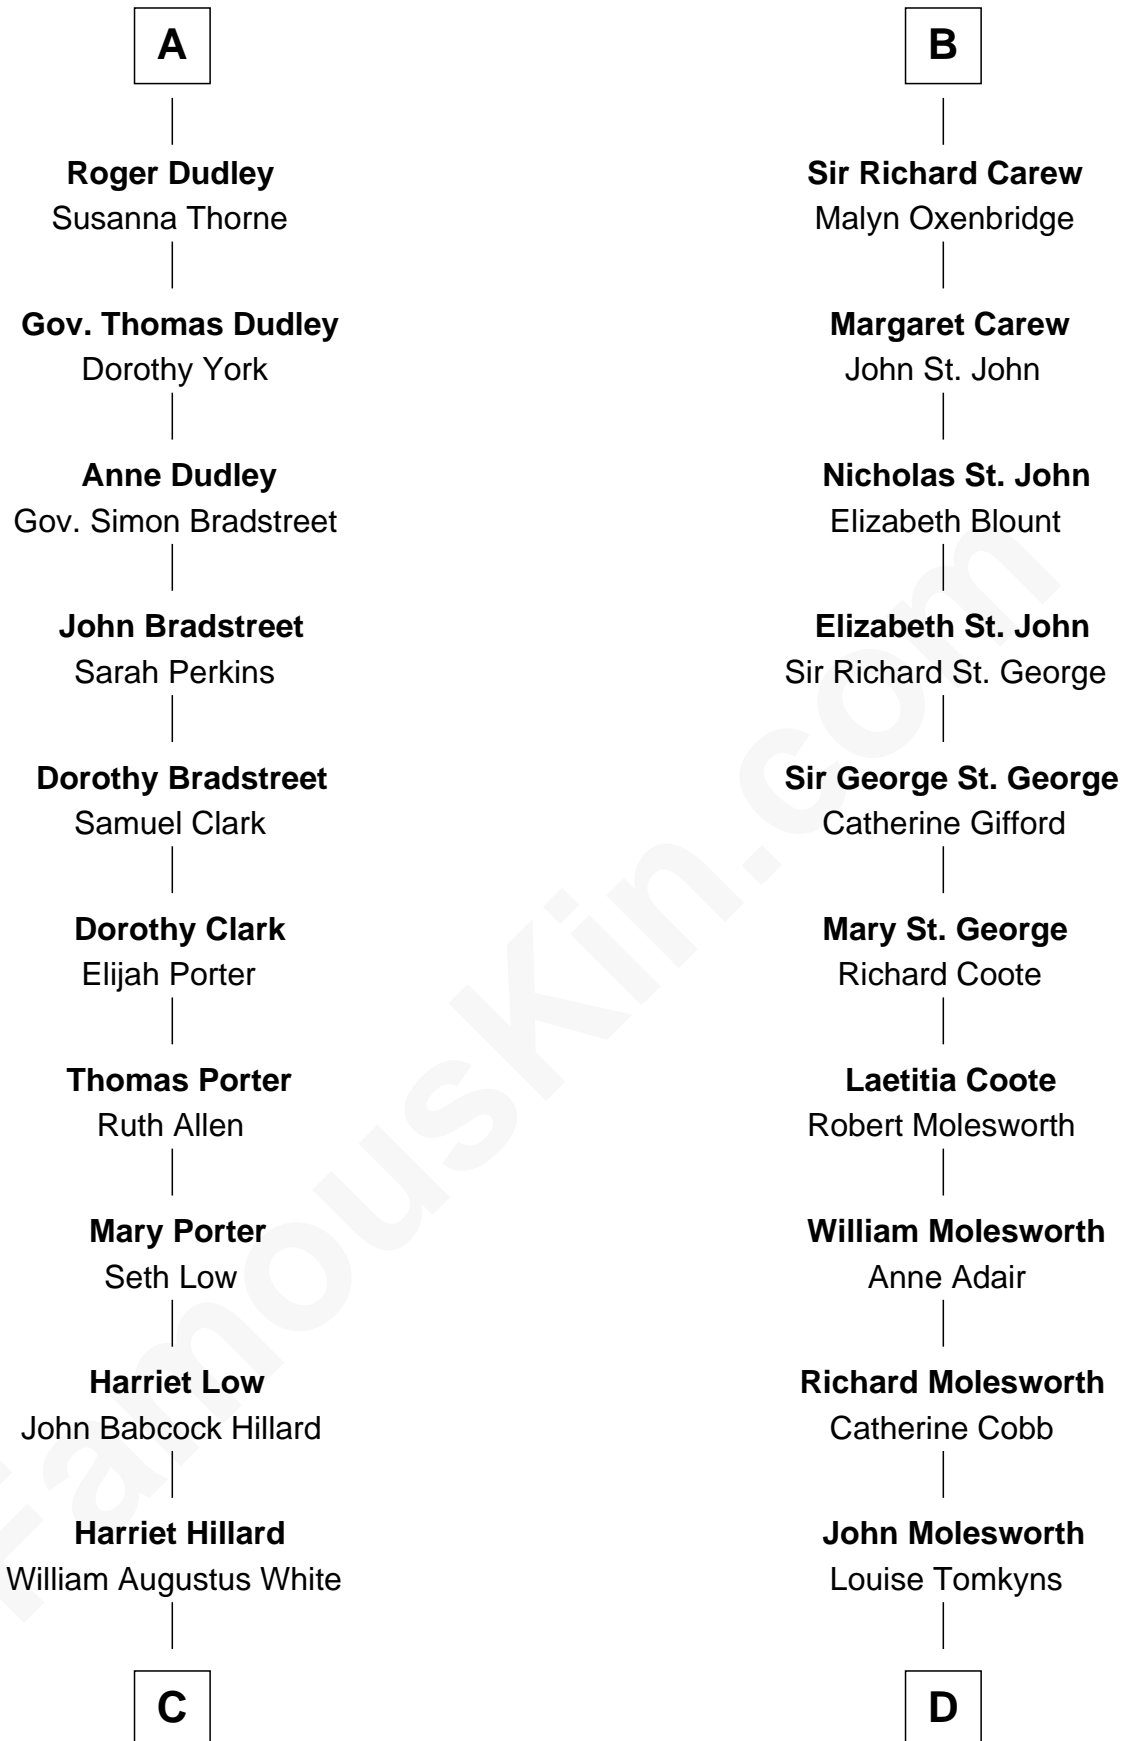 A
Roger Dudley
Susanna Thorne
Gov. Thomas Dudley
Dorothy York
Anne Dudley
Gov. Simon Bradstreet
John Bradstreet
Sarah Perkins
Dorothy Bradstreet
Samuel Clark
Dorothy Clark
Elijah Porter
Thomas Porter
Ruth Allen
Mary Porter
Seth Low
Harriet Low
John Babcock Hillard
Harriet Hillard
William Augustus White
C
B
Sir Richard Carew
Malyn Oxenbridge
Margaret Carew
John St. John
Nicholas St. John
Elizabeth Blount
Elizabeth St. John
Sir Richard St. George
Sir George St. George
Catherine Gifford
Mary St. George
Richard Coote
Laetitia Coote
Robert Molesworth
William Molesworth
Anne Adair
Richard Molesworth
Catherine Cobb
John Molesworth
Louise Tomkyns
D
FamousKin.com